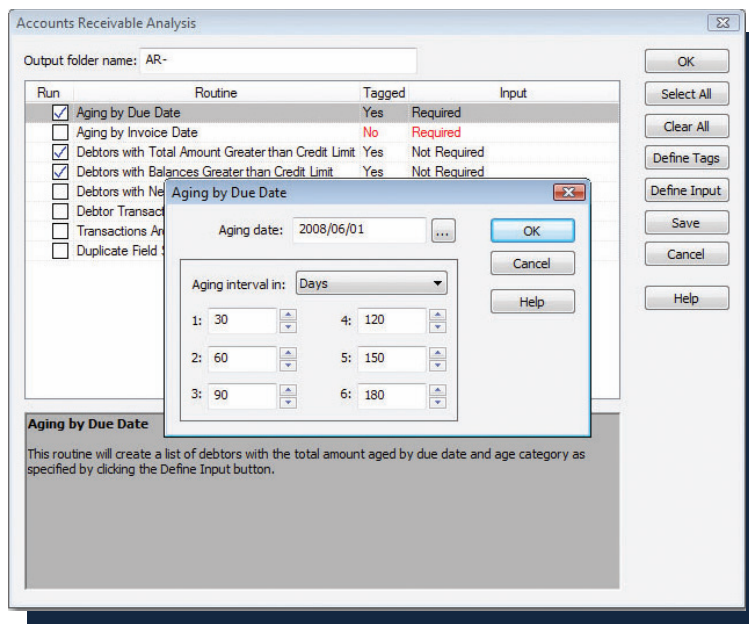 Accounts Receivable Analysis
Output folder name: AR-
OK
Run Routine Tagged Input
Select All
Aging by Due Date Yes Required
Aging by Invoice Date No Required
Clear All
Debtors with Total Amount Greater than Credit Limit Yes Not Required
Define Tags
Debtors with Balances Greater than Credit Limit Yes Not Required
Debtors with
Define Input
Debtor
Transactions
Save
Duplicate Field
Cancel
Help
Aging by Due Date
Aging date: 2008/06/01 ...
OK
Cancel
Aging interval in: Days
Help
1: 30 4: 120
2: 60 5: 150
3: 90 6: 180
Aging by Due Date
This routine will create a list of debtors with the total amount aged by due date and age category as
specified by clicking the Define Input button.